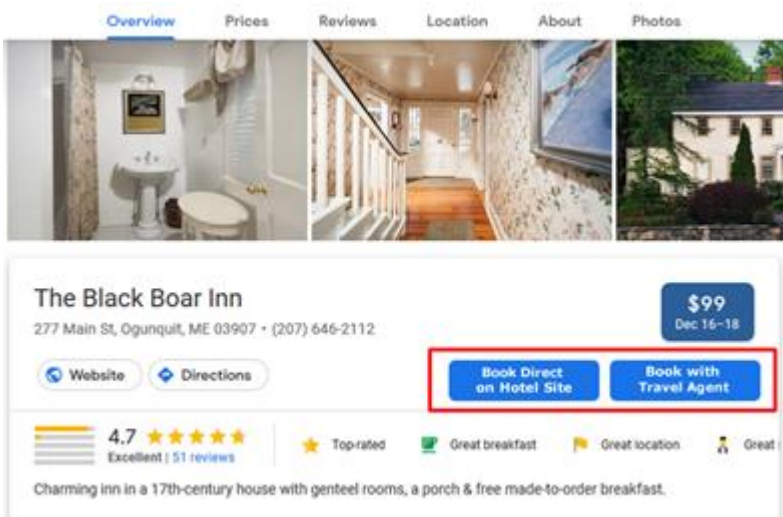 Overview Prices Reviews Location About Photos
The Black Boar Inn
$99
Dec 16–18
277 Main St, Ogunquit, ME 03907 • (207) 646-2112
Website Directions
Book Direct
on Hotel Site
Book with
Travel Agent
4.7
Excellent | 51 reviews
Top-rated Great breakfast Great location Great
Charming inn in a 17th-century house with genteel rooms, a porch & free made-to-order breakfast.